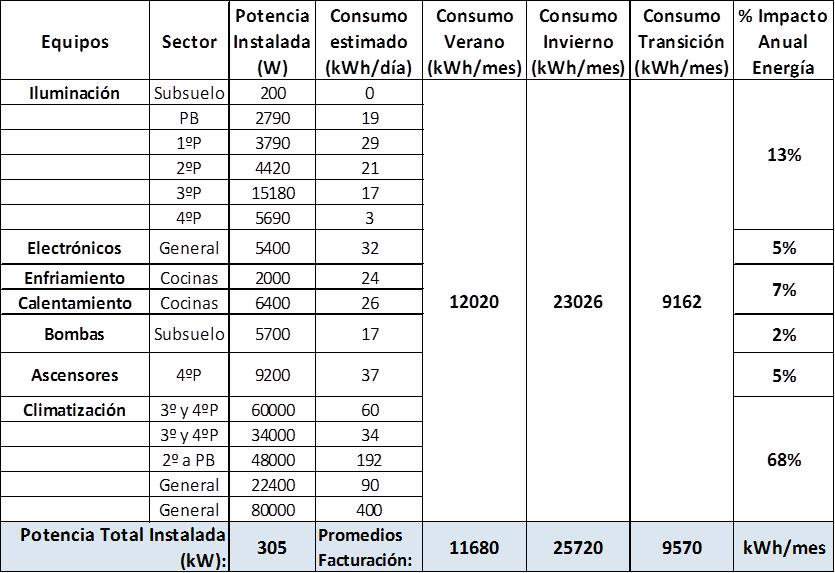 Equipos Sector Potencia Instalada (W) Consumo estimado (kWh/día) Consumo Verano (kWh/mes) Consumo Invierno (kWh/mes) Consumo Transición (kWh/mes) % Impacto Anual Energía
Iluminación Subsuelo 200 0
PB 2790 19
1ºP 3790 29
2ºP 4420 21
13%
3ºP 15180 17
4ºP 5690 3
Electrónicos General 5400 32 5%
Enfriamiento Cocinas 2000 24
7%
Calentamiento Cocinas 6400 26 12020 23026 9162
Bombas Subsuelo 5700 17 2%
Ascensores 4ºP 9200 37 5%
Climatización 3º y 4ºP 60000 60
3º y 4ºP 34000 34
2º a PB 48000 192 68%
General 22400 90
General 80000 400
Potencia Total Instalada (kW): 305 Promedios Facturación: 11680 25720 9570 kWh/mes